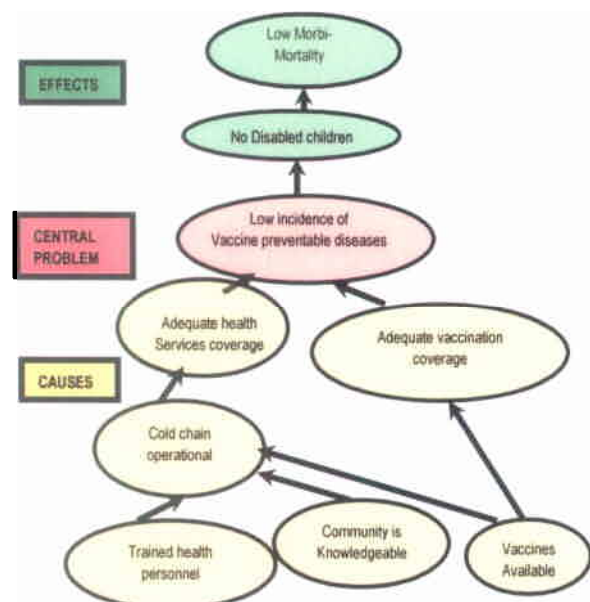 Low Morbi-
Mortality
EFFECTS
No Disabled children
Low incidence of
Vaccine preventable diseases
CENTRAL
PROBLEM
Adequate health
Services coverage
Adequate vaccination
coverage
CAUSES
Cold chain
operational
Community is
Knowledgeable
Trained health
personnel
Vaccines
Available